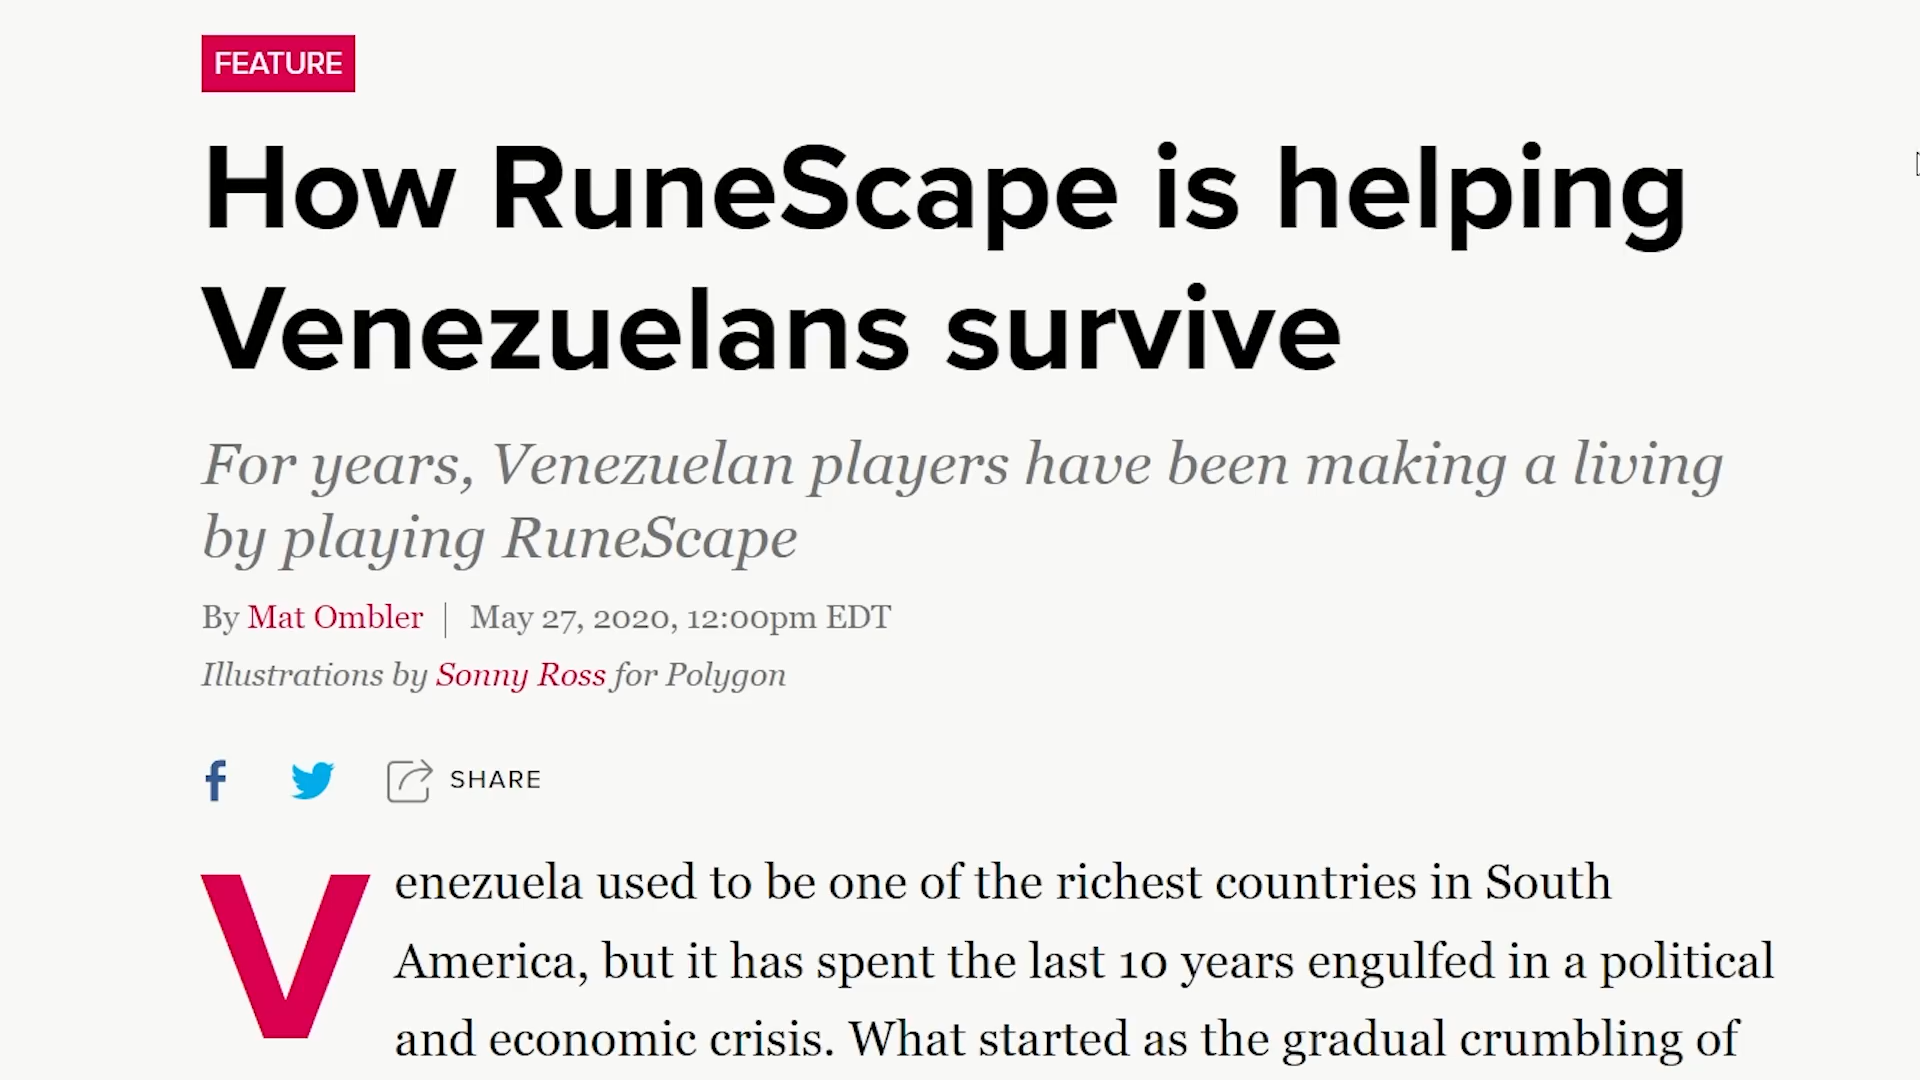 FEATURE
How RuneScape is helping
Venezuelans survive
For years, Venezuelan players have been making a living
by playing RuneScape
By Mat Ombler | May 27, 2020, 12:00pm EDT
Illustrations by Sonny Ross for Polygon
SHARE
Venezuela used to be one of the richest countries in South
America, but it has spent the last 10 years engulfed in a political
and economic crisis. What started as the gradual crumbling of